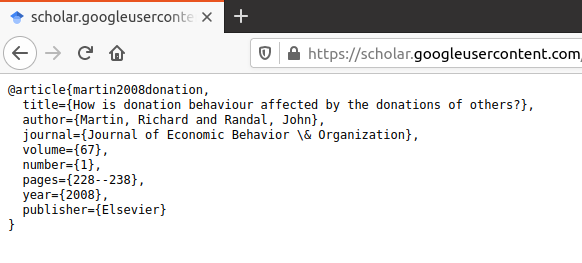 scholar.googleuserconte
https://scholar.googleusercontent.com
@article{martin2008donation,
title={How is donation behaviour affected by the donations of others?},
author={Martin, Richard and Randal, John},
journal={Journal of Economic Behavior \& Organization},
volume={67},
number={1},
pages={228--238},
year={2008},
publisher={Elsevier}
}